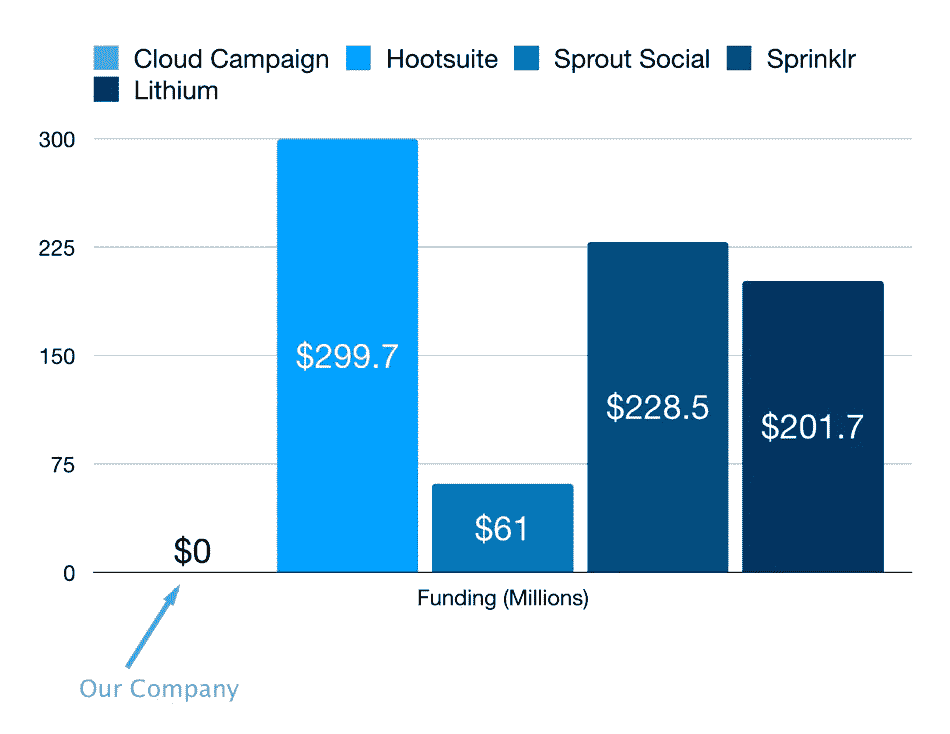 Cloud Campaign Hootsuite Sprout Social Sprinklr
Lithium
300
225
150
75
0
$299.7
$228.5
$201.7
$61
$0
Funding (Millions)
Our Company